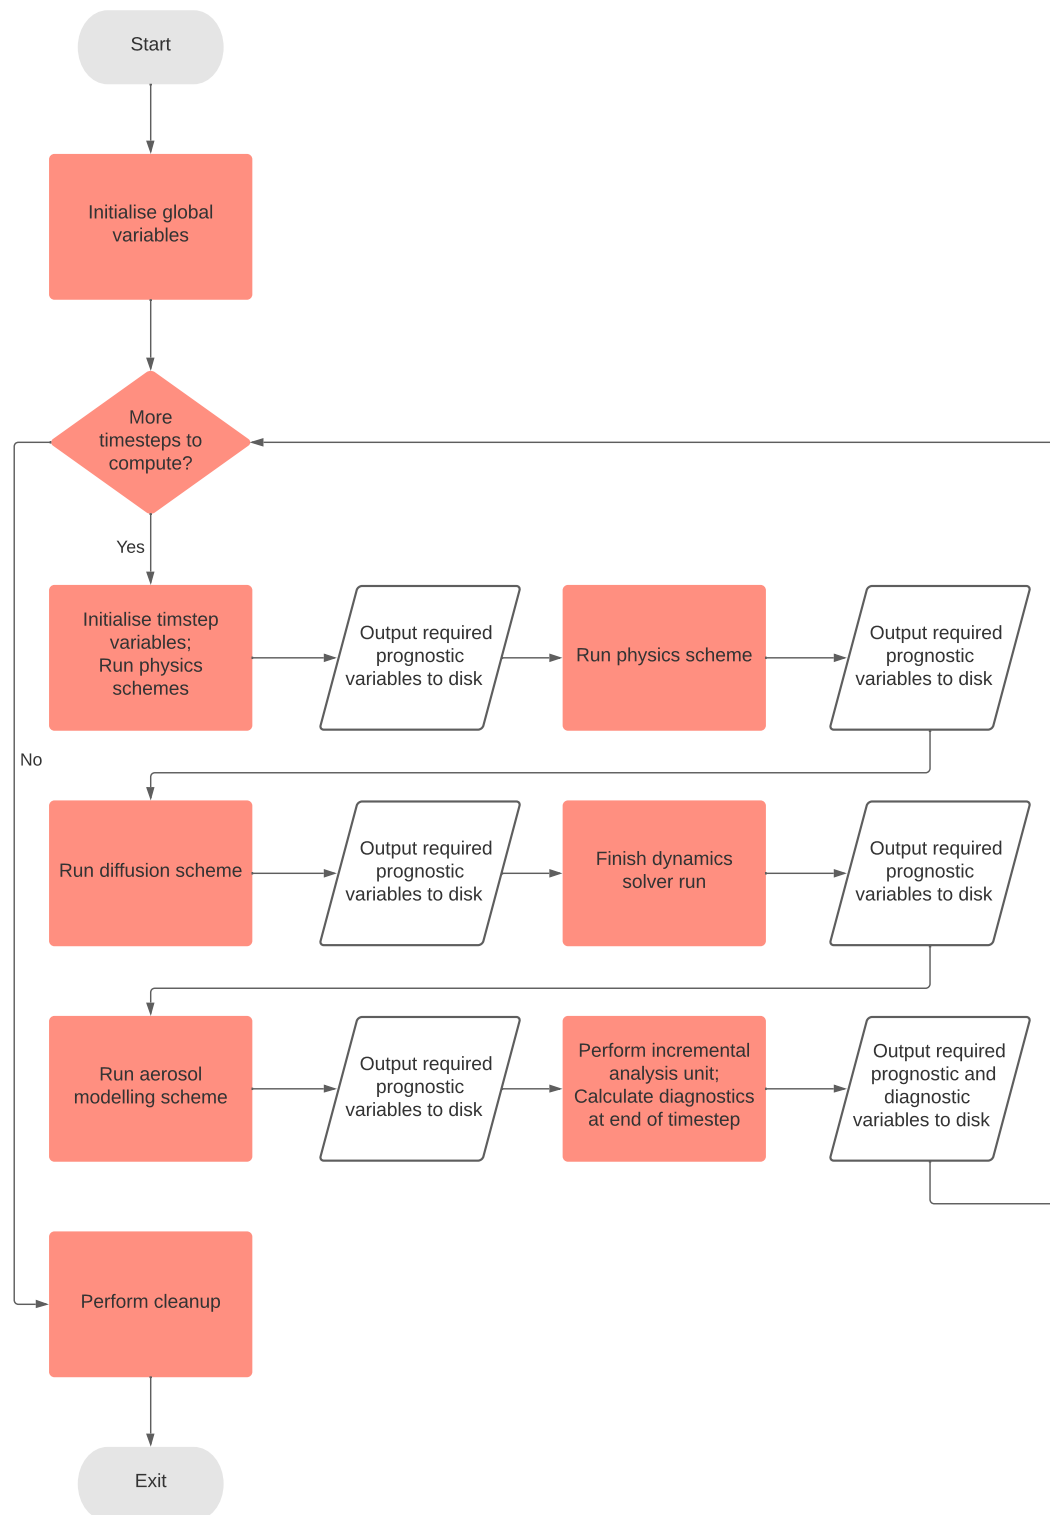 Start
Initialise global
variables
More
timesteps to
compute?
Yes
Initialise timstep
variables;
Run physics
schemes
Output required
prognostic
variables to disk
Run physics scheme
Output required
prognostic
variables to disk
No
Run diffusion scheme
Output required
prognostic
variables to disk
Finish dynamics
solver run
Output required
prognostic
variables to disk
Run aerosol
modelling scheme
Output required
prognostic
variables to disk
Perform incremental
analysis unit;
Calculate diagnostics
at end of timestep
Output required
prognostic and
diagnostic
variables to disk
Perform cleanup
Exit